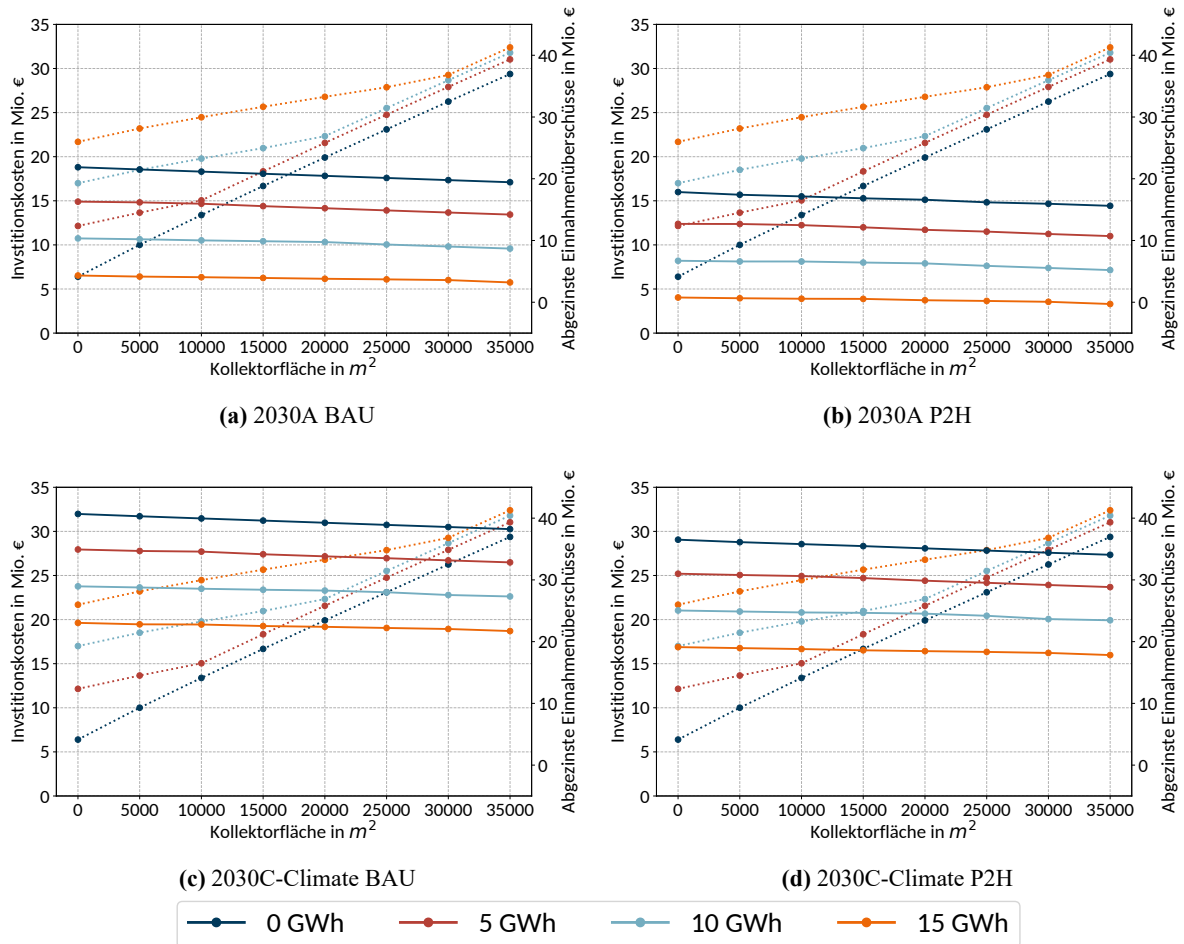 35
30
25
20
15
10
5
0
Invstitionskosten in Mio. €
40
30
20
10
0
Abgezinste Einnahmenüberschüsse in Mio. €
0 5000 10000 15000 20000 25000 30000 35000
Kollektorfläche in m²
(a) 2030A BAU
35
30
25
20
15
10
5
0
Invstitionskosten in Mio. €
40
30
20
10
0
Abgezinste Einnahmenüberschüsse in Mio. €
0 5000 10000 15000 20000 25000 30000 35000
Kollektorfläche in m²
(b) 2030A P2H
35
30
25
20
15
10
5
0
Invstitionskosten in Mio. €
40
30
20
10
0
Abgezinste Einnahmenüberschüsse in Mio. €
0 5000 10000 15000 20000 25000 30000 35000
Kollektorfläche in m²
(c) 2030C-Climate BAU
35
30
25
20
15
10
5
0
Invstitionskosten in Mio. €
40
30
20
10
0
Abgezinste Einnahmenüberschüsse in Mio. €
0 5000 10000 15000 20000 25000 30000 35000
Kollektorfläche in m²
(d) 2030C-Climate P2H
0 GWh 5 GWh 10 GWh 15 GWh